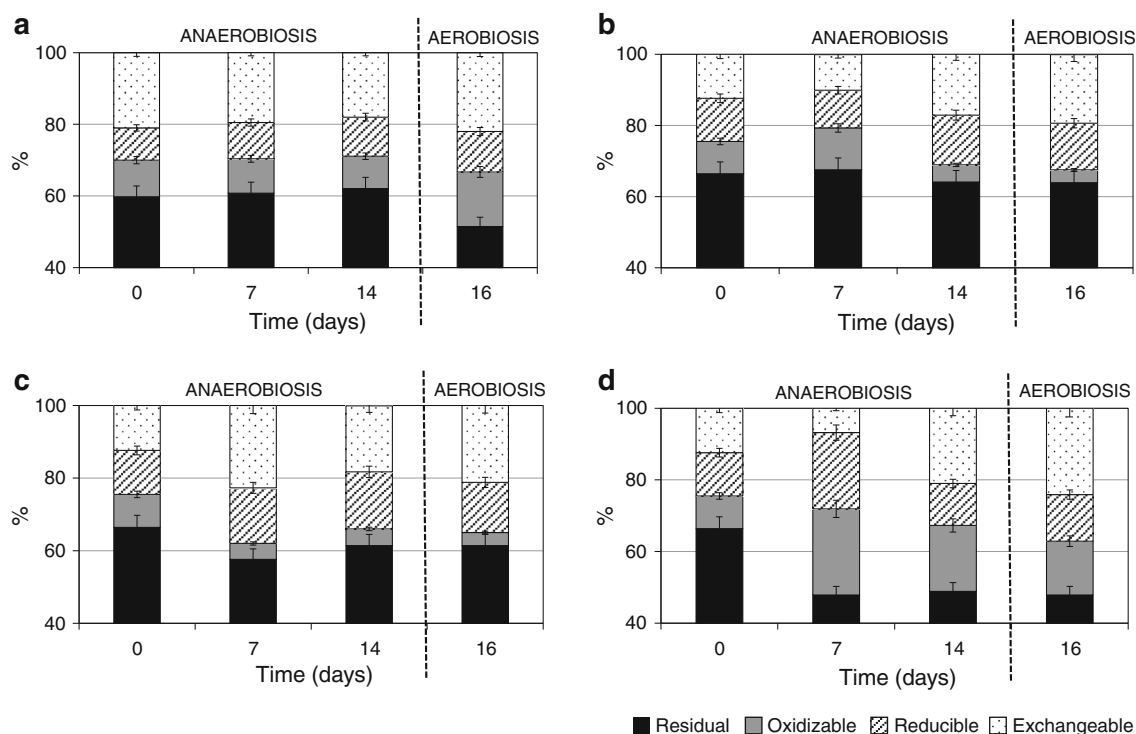 a
ANAEROBIOSIS AEROBIOSIS
100
80
60
40
%
0 7 14 16
Time (days)
b
ANAEROBIOSIS AEROBIOSIS
100
80
60
40
%
0 7 14 16
Time (days)
c
ANAEROBIOSIS AEROBIOSIS
100
80
60
40
%
0 7 14 16
Time (days)
d
ANAEROBIOSIS AEROBIOSIS
100
80
60
40
%
0 7 14 16
Time (days)
Residual Oxidizable Reducible Exchangeable